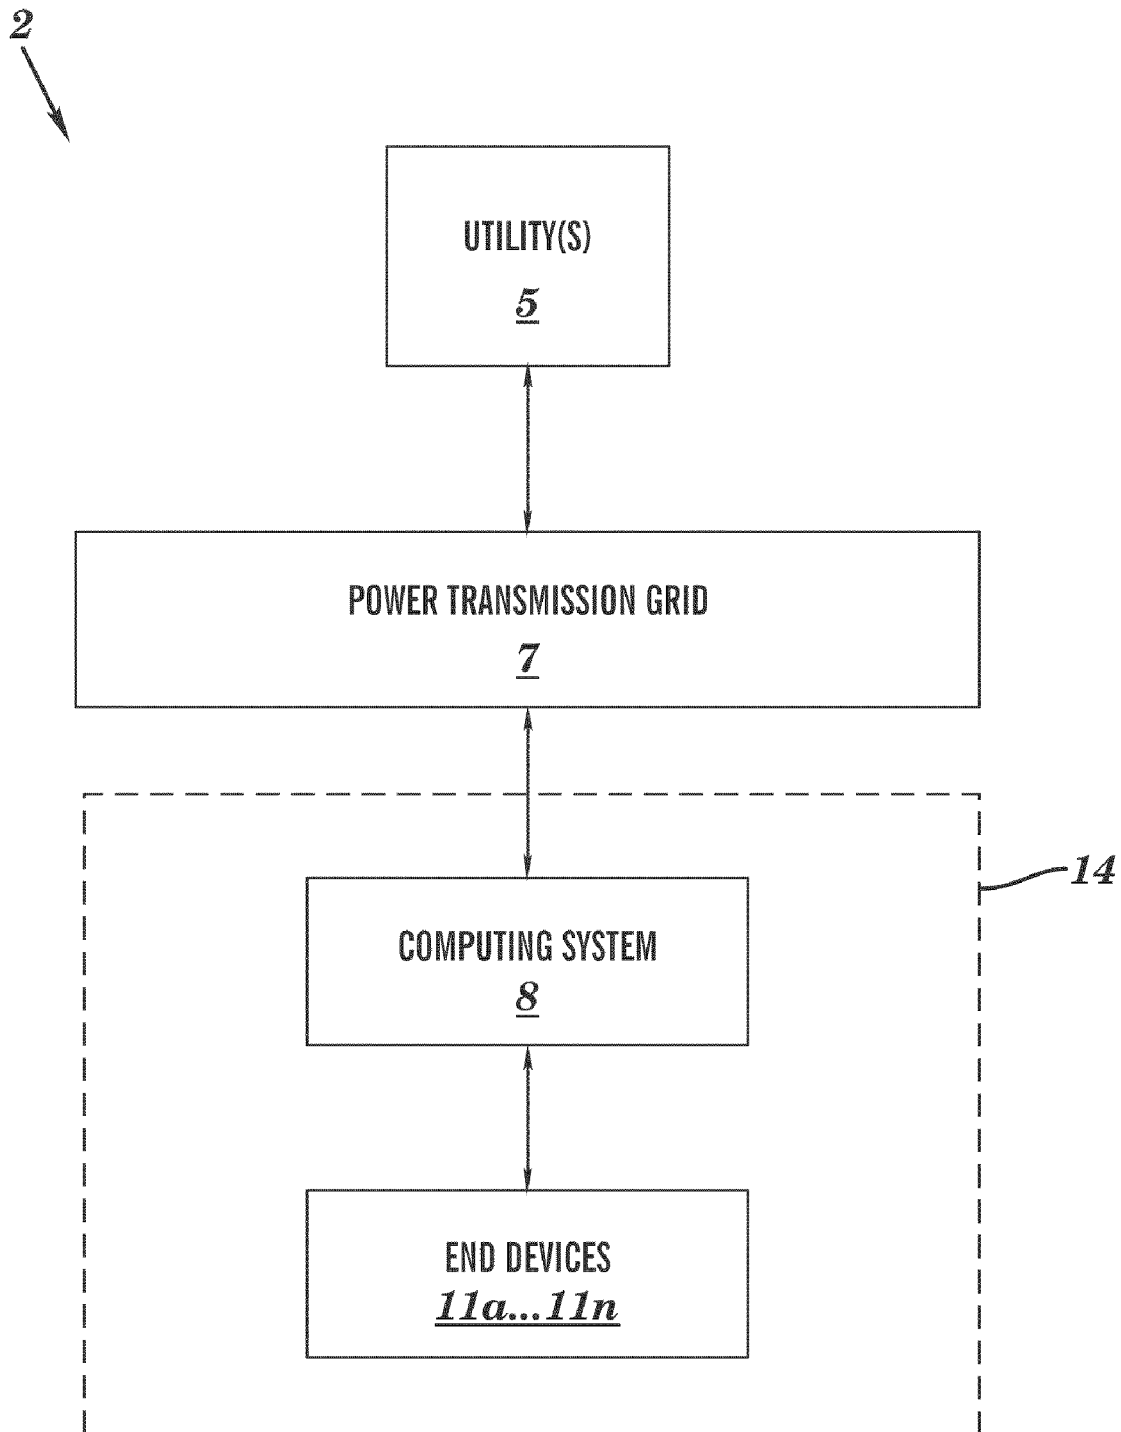 2
UTILITY(S)
5
POWER TRANSMISSION GRID
7
14
COMPUTING SYSTEM
8
END DEVICES
11a...11n